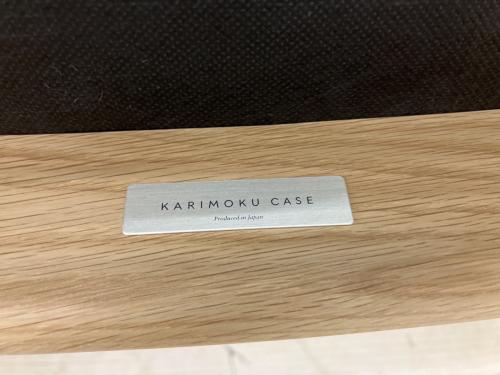 KARIMOKU CASE
Produced in Japan